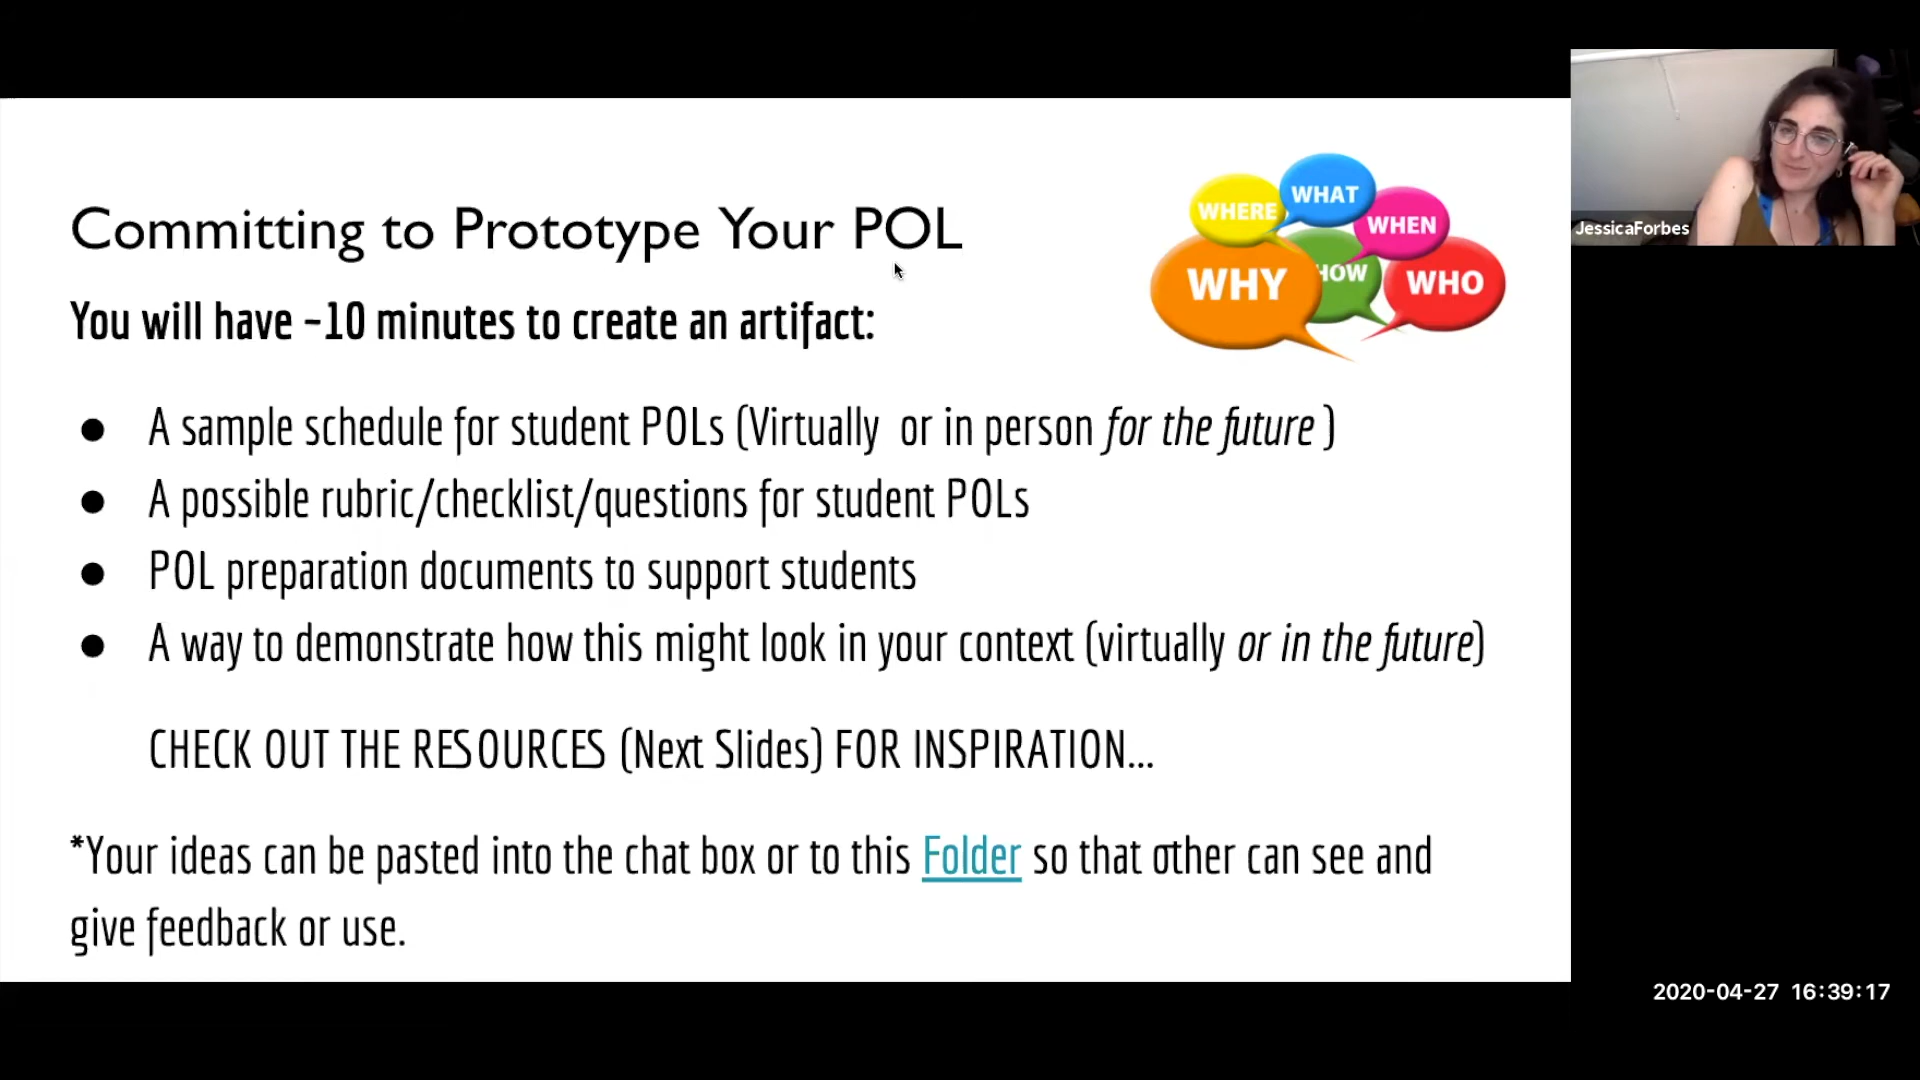 Committing to Prototype Your POL
You will have ~10 minutes to create an artifact:
WHERE
WHAT
WHEN
WHY
HOW
WHO
JessicaForbes
● A sample schedule for student POLs (Virtually or in person for the future )
● A possible rubric/checklist/questions for student POLs
● POL preparation documents to support students
● A way to demonstrate how this might look in your context (virtually or in the future)
CHECK OUT THE RESOURCES (Next Slides) FOR INSPIRATION...
*Your ideas can be pasted into the chat box or to this Folder so that other can see and
give feedback or use.
2020-04-27 16:39:17